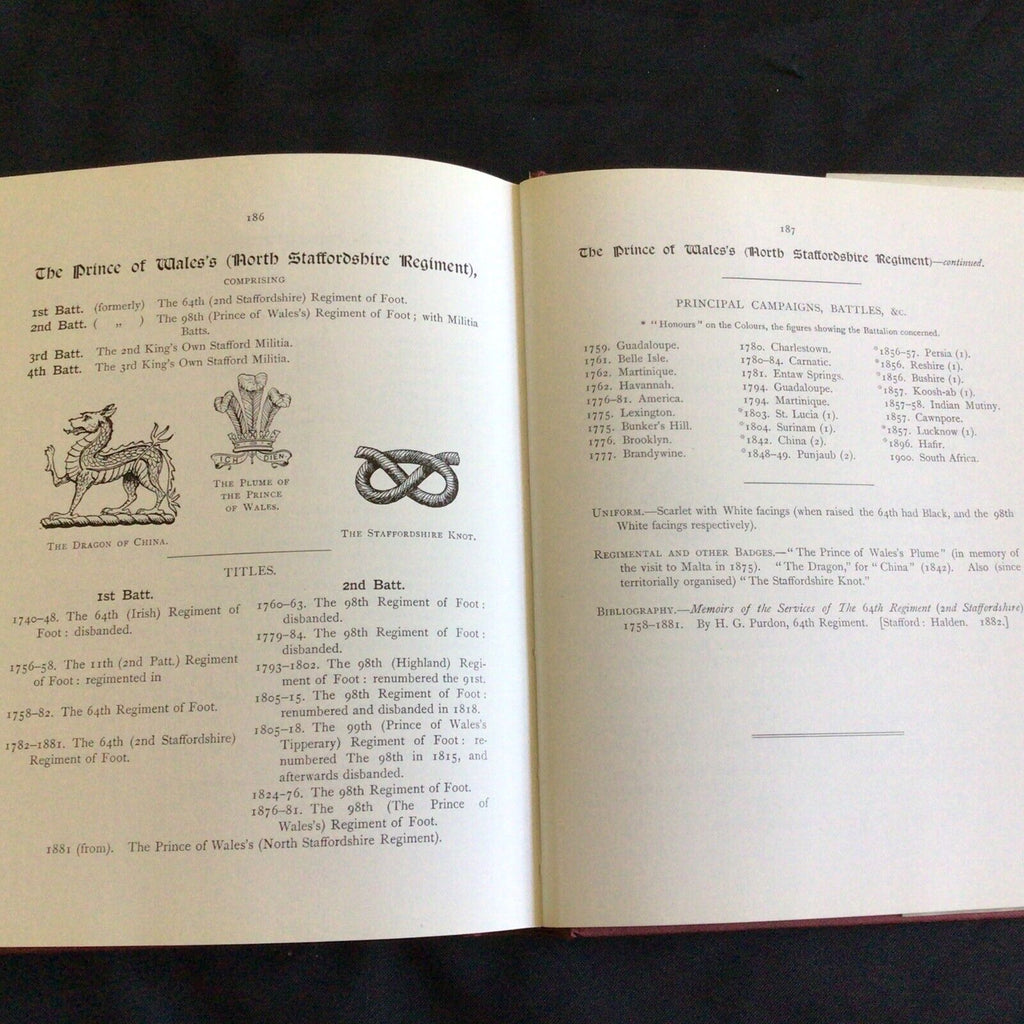 186
The Prince of Wales's (North Staffordshire Regiment),
COMPRISING
1st Batt. (formerly) The 64th (2nd Staffordshire) Regiment of Foot.
2nd Batt. ( „ ) The 98th (Prince of Wales's) Regiment of Foot; with Militia
Batts.
3rd Batt. The 2nd King's Own Stafford Militia.
4th Batt. The 3rd King's Own Stafford Militia.
ICH DIEN
THE PLUME OF
THE PRINCE
OF WALES.
THE DRAGON OF CHINA.
THE STAFFORDSHIRE KNOT.
TITLES.
1st Batt.
1740–48. The 64th (Irish) Regiment of
Foot: disbanded.
1756–58. The 11th (2nd Patt.) Regiment
of Foot: regimented in
1758–82. The 64th Regiment of Foot.
1782–1881. The 64th (2nd Staffordshire)
Regiment of Foot.
2nd Batt.
1760–63. The 98th Regiment of Foot:
disbanded.
1779–84. The 98th Regiment of Foot:
disbanded.
1793–1802. The 98th (Highland) Regi-
ment of Foot: renumbered the 91st.
1805–15. The 98th Regiment of Foot:
renumbered and disbanded in 1818.
1805–18. The 99th (Prince of Wales's
Tipperary) Regiment of Foot: re-
numbered The 98th in 1815, and
afterwards disbanded.
1824–76. The 98th Regiment of Foot.
1876–81. The 98th (The Prince of
Wales's) Regiment of Foot.
1881 (from). The Prince of Wales's (North Staffordshire Regiment).
187
The Prince of Wales's (North Staffordshire Regiment)—continued.
PRINCIPAL CAMPAIGNS, BATTLES, &c.
* "Honours" on the Colours, the figures showing the Battalion concerned.
1759. Guadaloupe.
1761. Belle Isle.
1762. Martinique.
1762. Havannah.
1776–81. America.
1775. Lexington.
1775. Bunker's Hill.
1776. Brooklyn.
1777. Brandywine.
1780. Charlestown.
1780–84. Carnatic.
1781. Entaw Springs.
1794. Guadaloupe.
1794. Martinique.
*1803. St. Lucia (1).
*1804. Surinam (1).
*1842. China (2).
*1848–49. Punjaub (2).
*1856–57. Persia (1).
*1856. Reshire (1).
*1856. Bushire (1).
*1857. Koosh-ab (1).
1857–58. Indian Mutiny.
1857. Cawnpore.
*1857. Lucknow (1).
*1896. Hafir.
1900. South Africa.
UNIFORM.—Scarlet with White facings (when raised the 64th had Black, and the 98th
White facings respectively).
REGIMENTAL AND OTHER BADGES.—"The Prince of Wales's Plume" (in memory of
the visit to Malta in 1875). "The Dragon," for "China" (1842). Also (since
territorially organised) "The Staffordshire Knot."
BIBLIOGRAPHY.—Memoirs of the Services of The 64th Regiment (2nd Staffordshire)
1758–1881. By H. G. Purdon, 64th Regiment. [Stafford: Halden. 1882.]